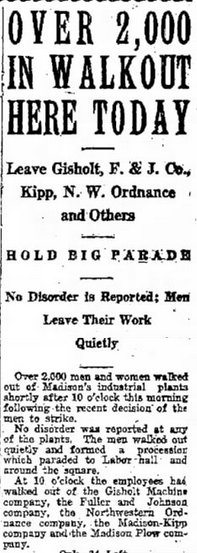 OVER 2,000
IN WALKOUT
HERE TODAY
Leave Gisholt, F. & J. Co.,
Kipp, N. W. Ordnance
and Others
HOLD BIG PARADE
No Disorder is Reported; Men
Leave Their Work
Quietly
Over 2,000 men and women walked
out of Madison's industrial plants
shortly after 10 o'clock this morning
following the recent decision of the
men to strike.
No disorder was reported at any
of the plants. The men walked out
quietly and formed a procession
which paraded to Labor hall and
around the square.
At 10 o'clock the employees had
walked out of the Gisholt Machine
company, the Fuller and Johnson
company, the Northwestern Ord-
nance company, the Madison-Kipp
company and the Madison Plow com-
pany.